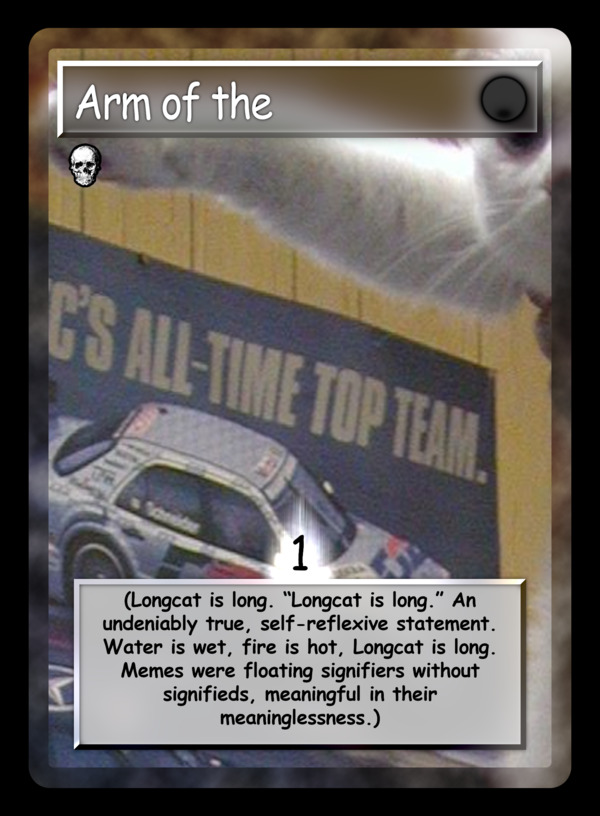 Arm of the
C'S ALL-TIME TOP TEAM.
1
(Longcat is long. “Longcat is long.” An
undeniably true, self-reflexive statement.
Water is wet, fire is hot, Longcat is long.
Memes were floating signifiers without
signifieds, meaningful in their
meaninglessness.)